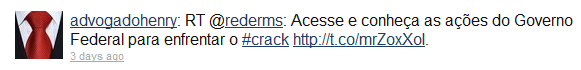 advogadohenry: RT @rederms: Acesse e conheça as ações do Governo
Federal para enfrentar o #crack http://t.co/mrZoxXol.
3 days ago